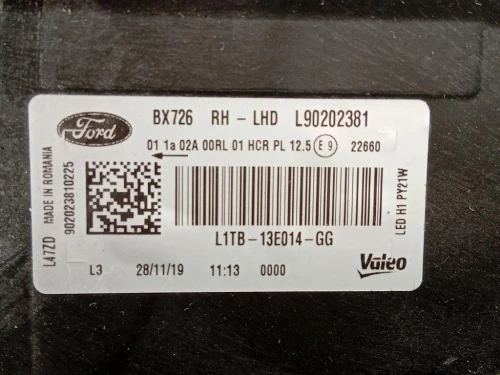 Ford
BX726 RH - LHD L90202381
01 1a 02A 00RL 01 HCR PL 12.5 E 9 22660
L47ZD MADE IN ROMANIA
902023810225
LED H1 PY21W
L1TB-13E014-GG
L3 28/11/19 11:13 0000
Valeo